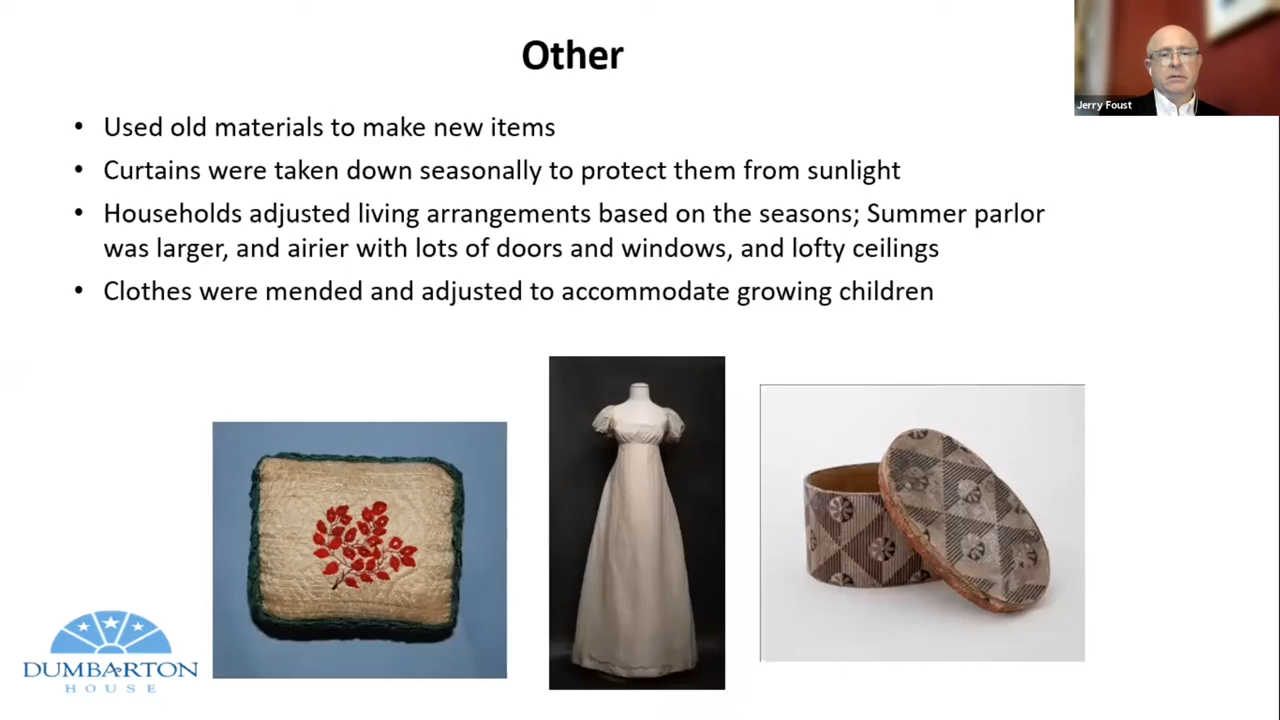 Other
Jerry Foust
• Used old materials to make new items
• Curtains were taken down seasonally to protect them from sunlight
• Households adjusted living arrangements based on the seasons; Summer parlor
was larger, and airier with lots of doors and windows, and lofty ceilings
• Clothes were mended and adjusted to accommodate growing children
DUMBARTON
HOUSE